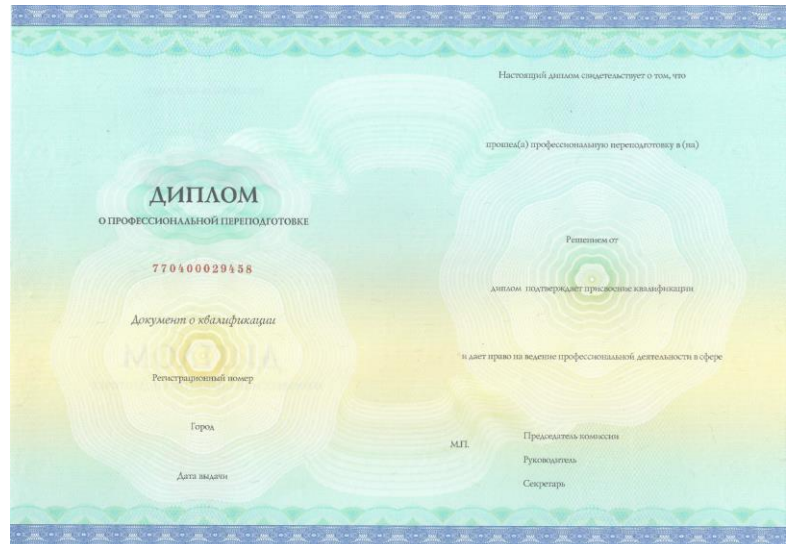 ДИПЛОМ
О ПРОФЕССИОНАЛЬНОЙ ПЕРЕПОДГОТОВКЕ
770400029458
Документ о квалификации
Регистрационный номер
Город
Дата выдачи
Настоящий диплом свидетельствует о том, что
прошел(а) профессиональную переподготовку в (на)
Решением от
диплом подтверждает присвоение квалификации
и дает право на ведение профессиональной деятельности в сфере
М.П.
Председатель комиссии
Руководитель
Секретарь